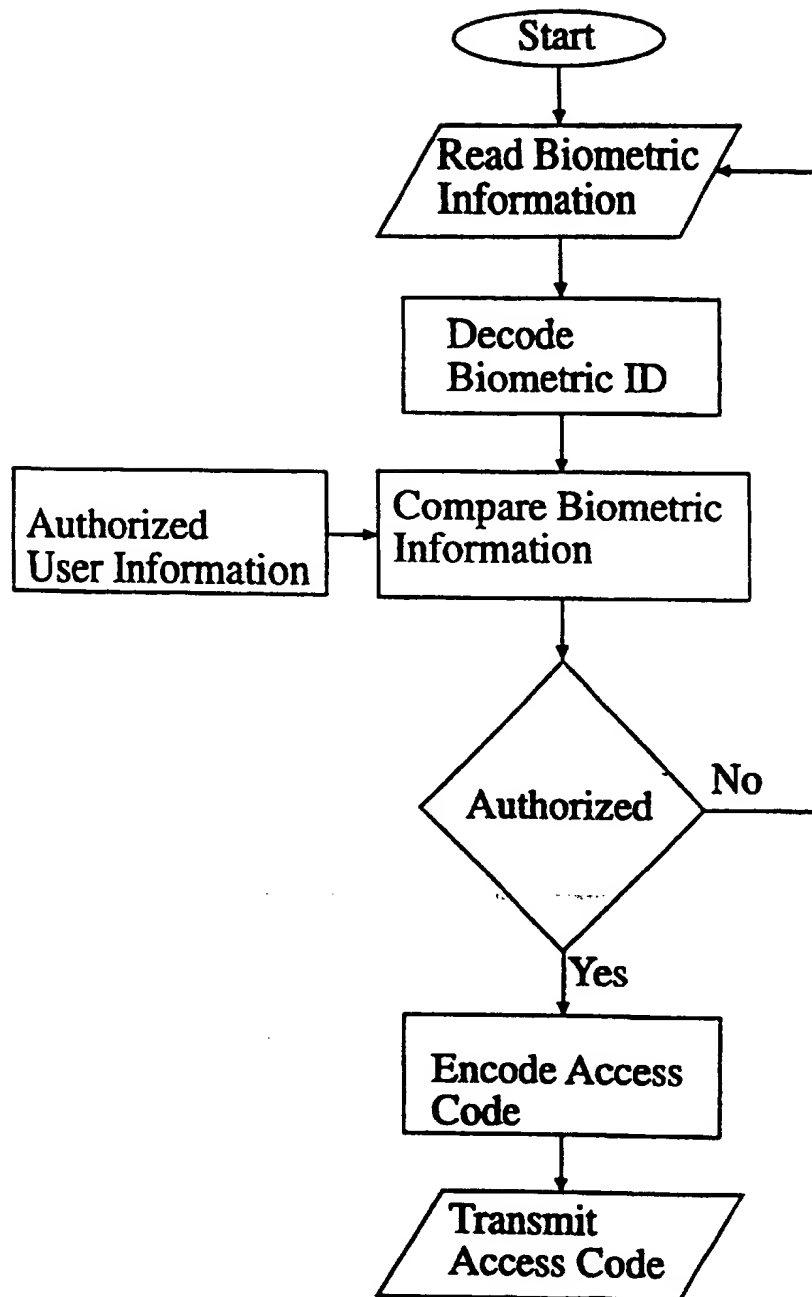 Start
Read Biometric
Information
Decode
Biometric ID
Authorized
User Information
Compare Biometric
Information
Authorized
No
Yes
Encode Access
Code
Transmit
Access Code